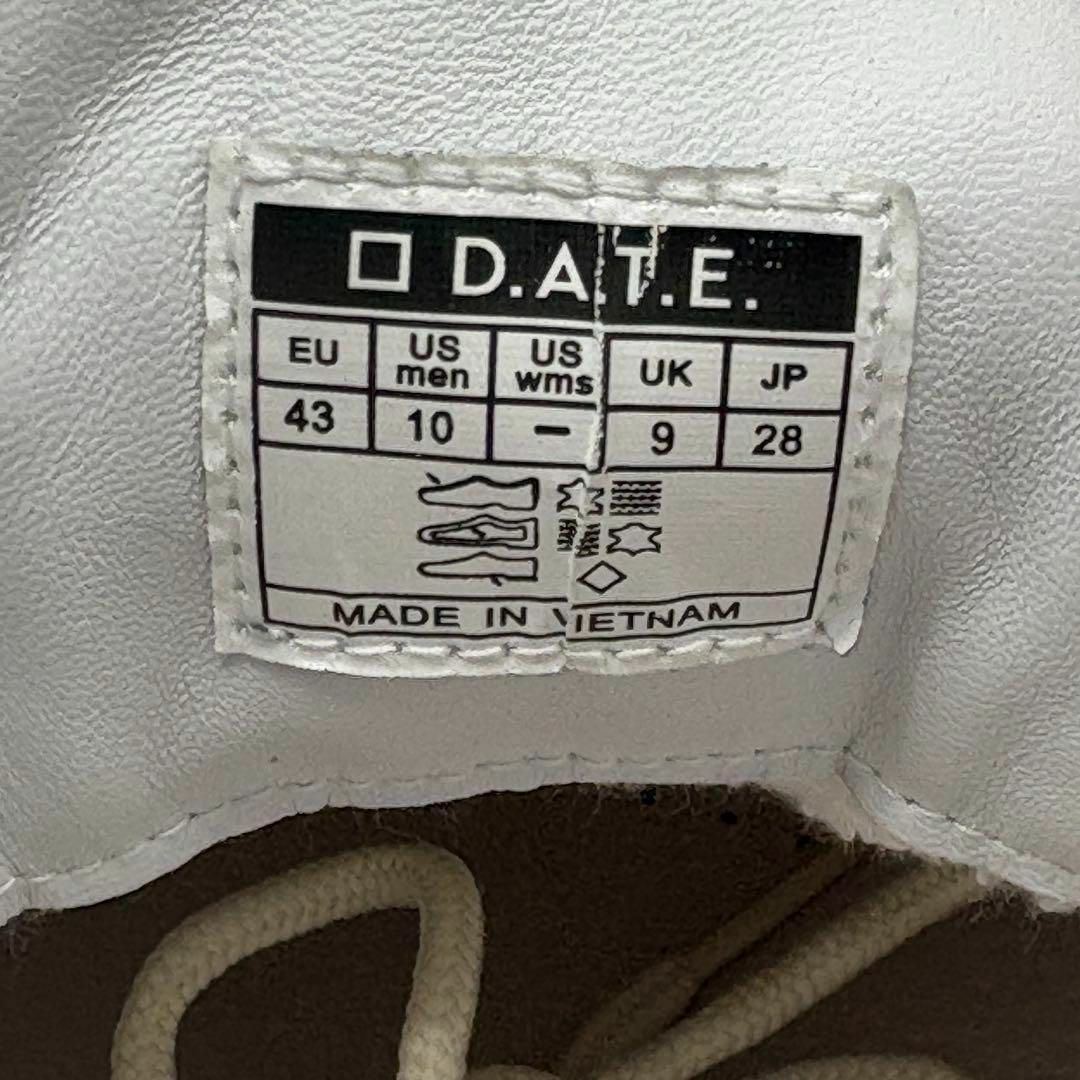 D.A.T.E.
EU US men US wms UK JP
43 10 – 9 28
MADE IN VIETNAM